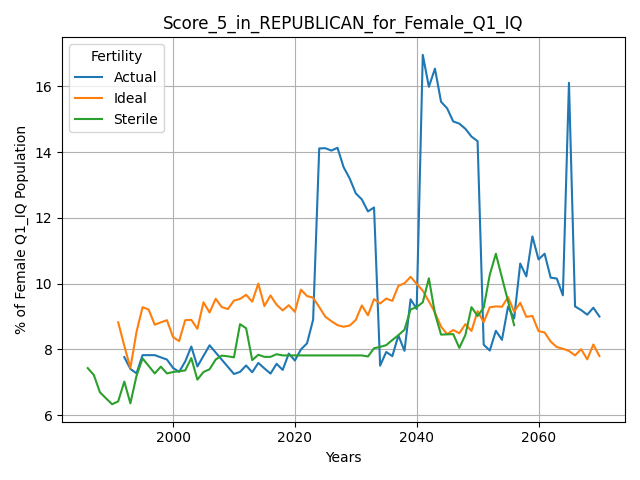 Score_5_in_REPUBLICAN_for_Female_Q1_IQ
Fertility
Actual
Ideal
Sterile
% of Female Q1_IQ Population
16
14
12
10
8
6
2000
2020
2040
2060
Years